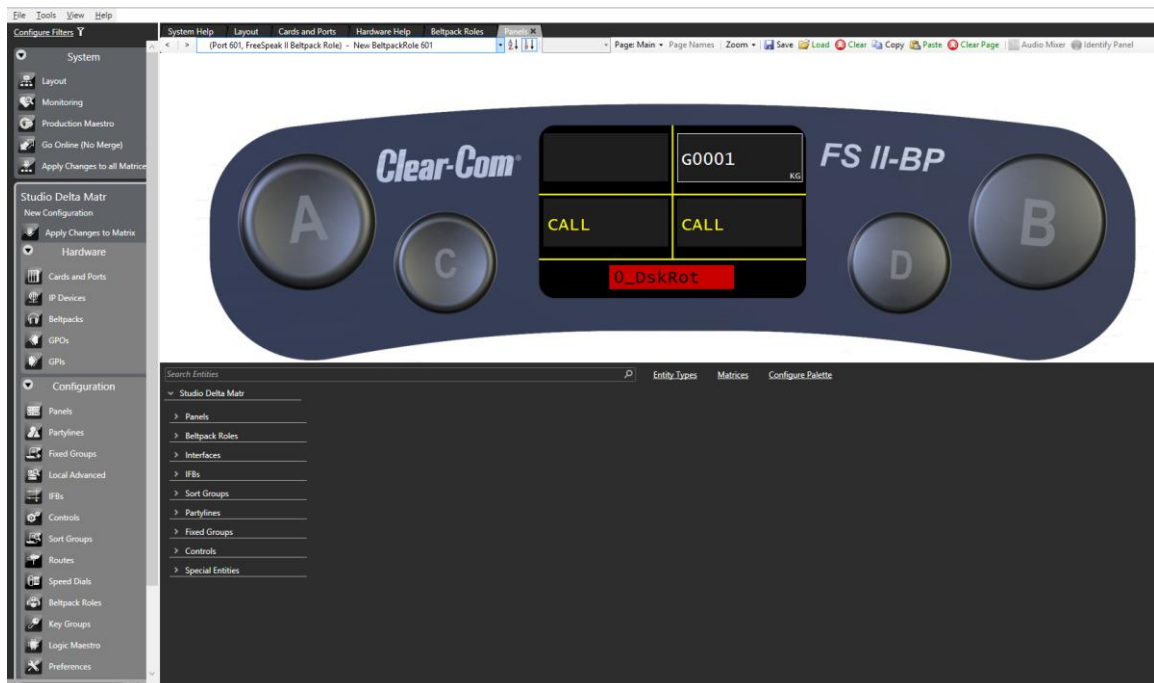 File Tools View Help
Configure Filters
System Help Layout Cards and Ports Hardware Help Beltpack Roles Panels X
< > (Port 601, FreeSpeak II Beltpack Role) - New BeltpackRole 601 Page: Main Page Names Zoom Save Load Clear Copy Paste Clear Page Audio Mixer Identify Panel
System
Layout
Monitoring
Production Maestro
Go Online (No Merge)
Apply Changes to all Matrice
Studio Delta Matr
New Configuration
Apply Changes to Matrix
Hardware
Cards and Ports
IP Devices
Beltpacks
GPOs
GPIs
Configuration
Panels
Partylines
Fixed Groups
Local Advanced
IFBs
Controls
Sort Groups
Routes
Speed Dials
Beltpack Roles
Key Groups
Logic Maestro
Preferences
Clear-Com® FS II-BP
A C D B
G0001
KG
CALL CALL
O_DskRot
Search Entities Entity Types Matrices Configure Palette
Studio Delta Matr
> Panels
> Beltpack Roles
> Interfaces
> IFBs
> Sort Groups
> Partylines
> Fixed Groups
> Controls
> Special Entities